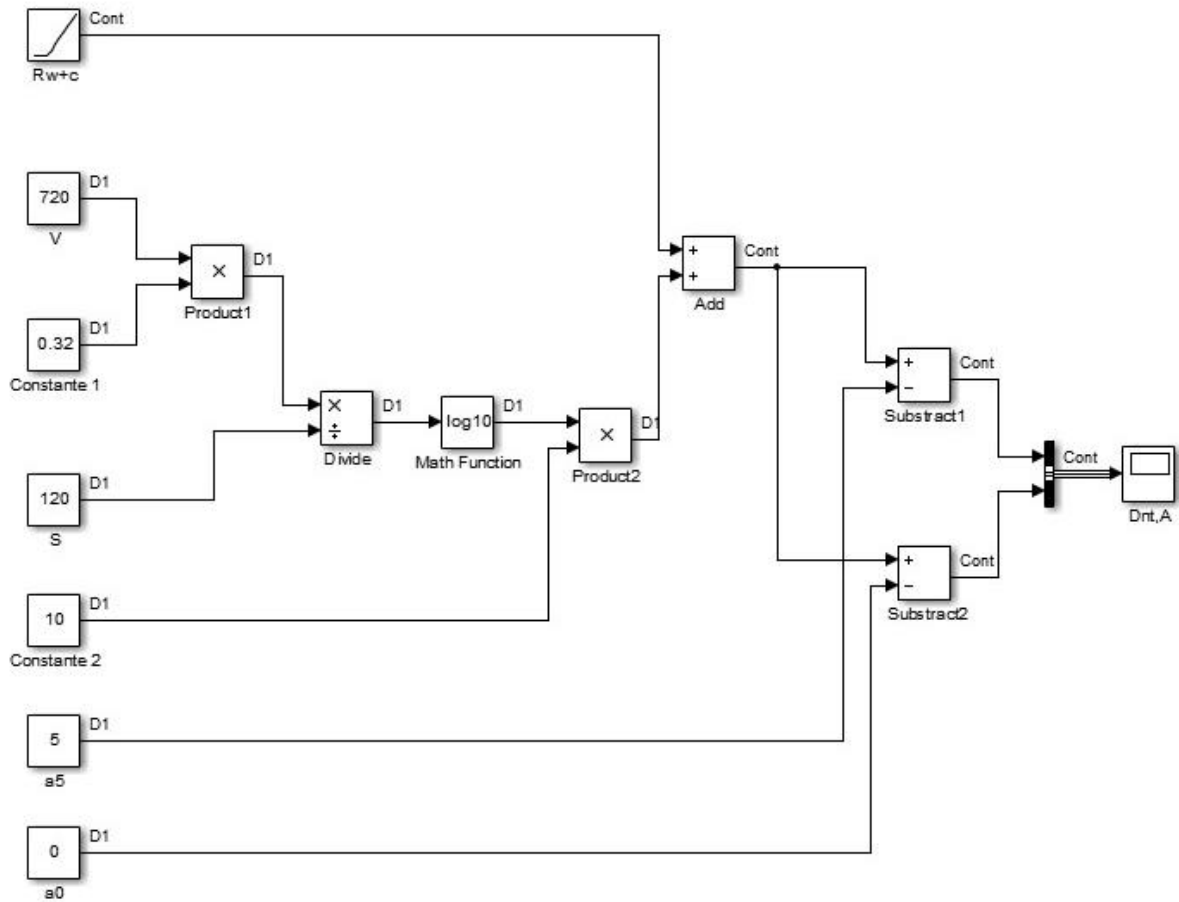 Cont
Rw+c
D1
720
V
D1
×
Product1
D1
0.32
Constante 1
Cont
+
+
Add
D1
×
÷
Divide
D1
log10
Math Function
D1
×
Product2
D1
Cont
+
−
Substract1
Cont
Dnt,A
D1
120
S
Cont
+
−
Substract2
D1
10
Constante 2
D1
5
a5
D1
0
a0